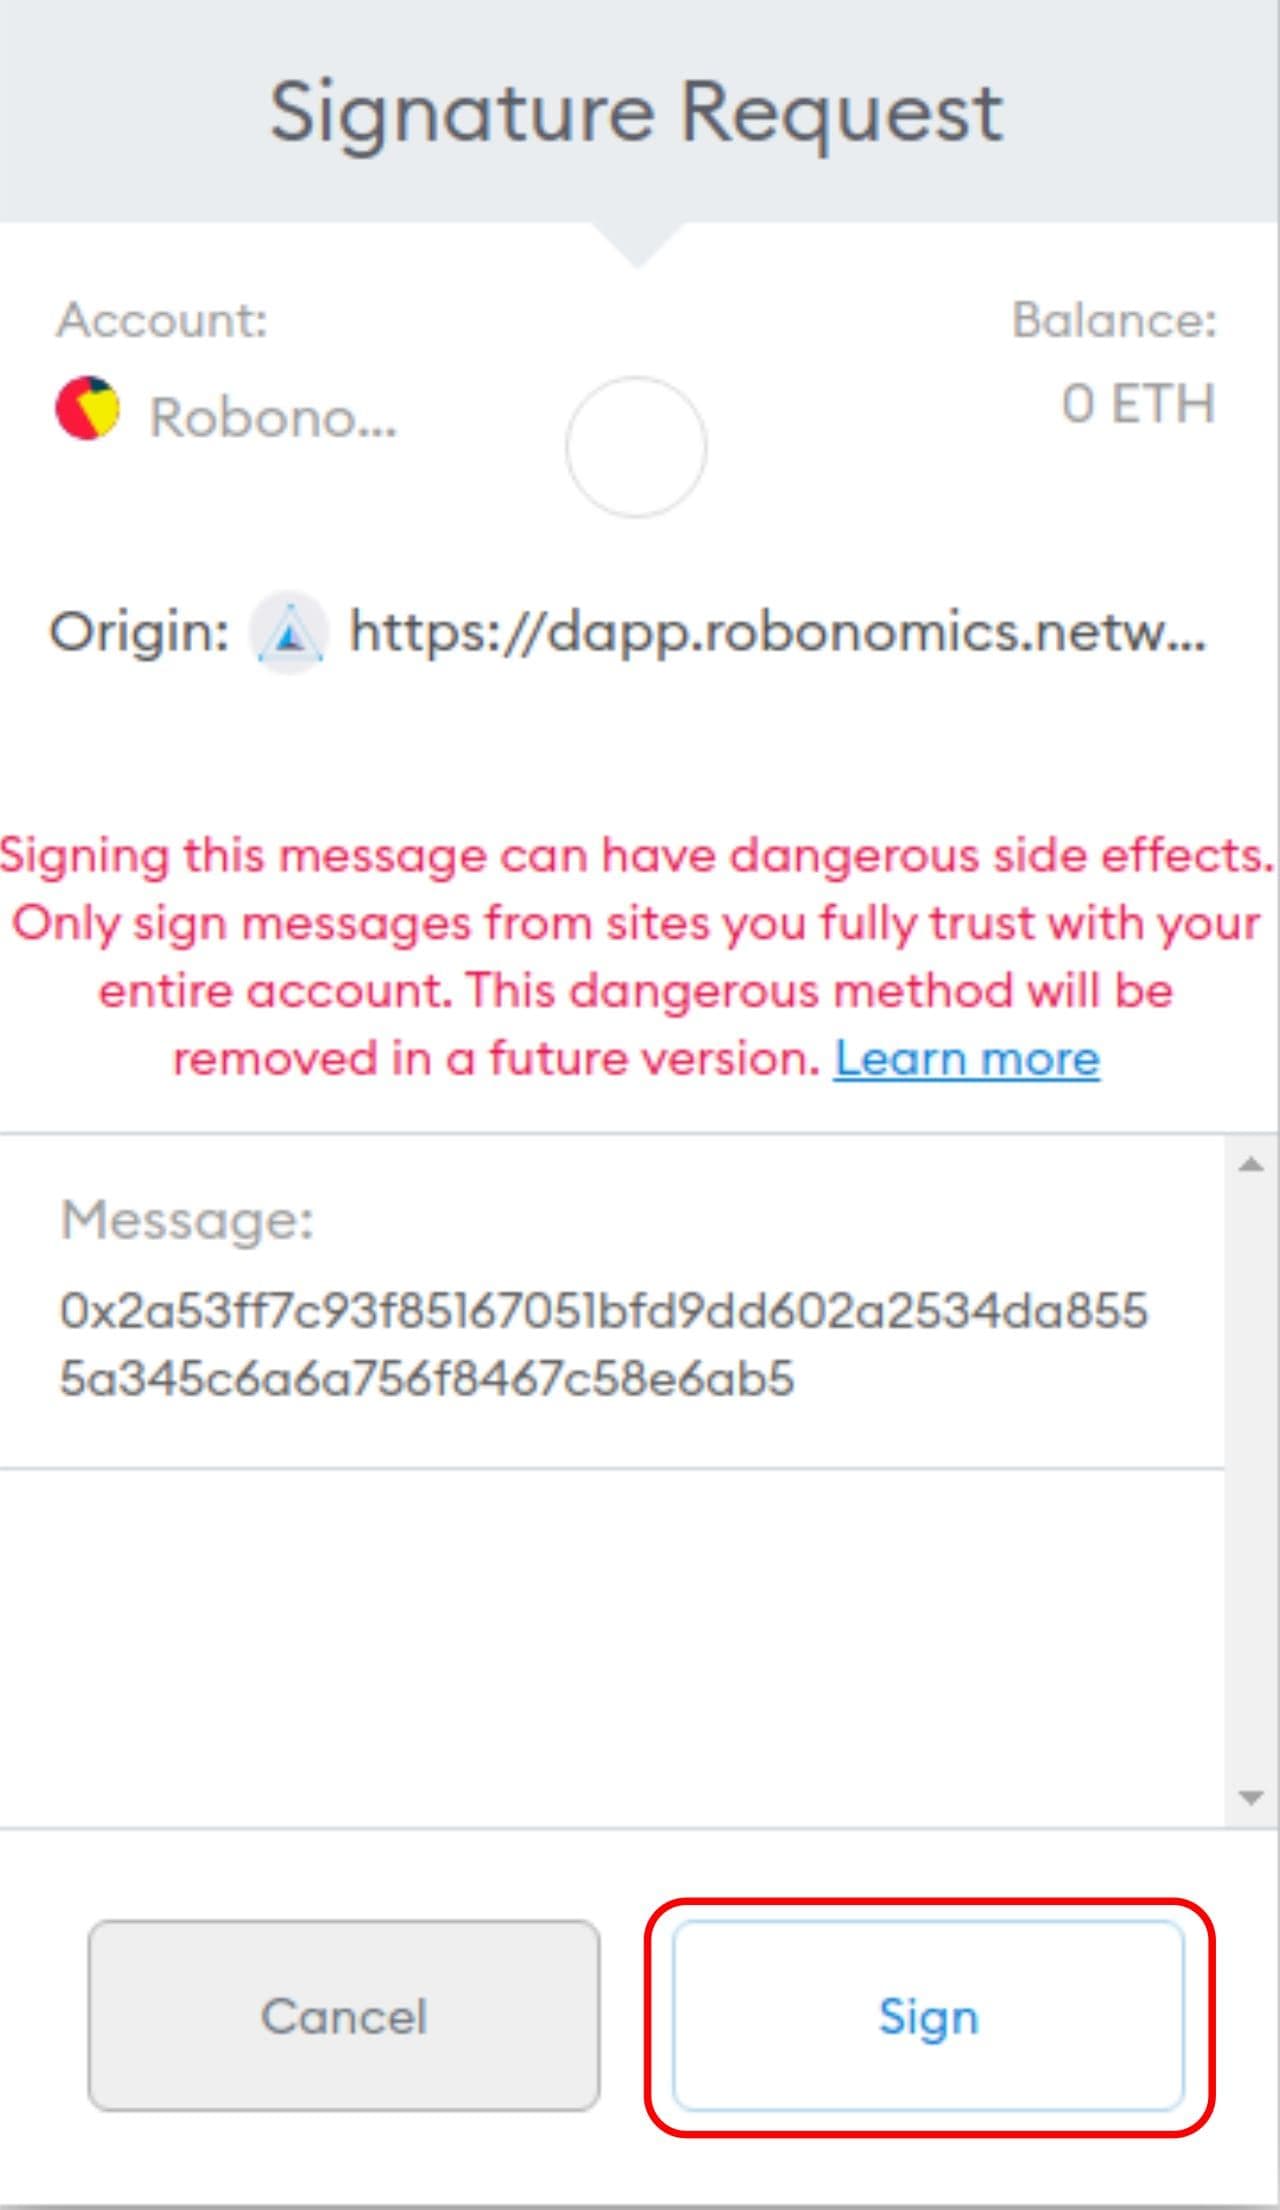 Signature Request
Account:
Balance:
Robono...
0 ETH
Origin: https://dapp.robonomics.netw...
Signing this message can have dangerous side effects.
Only sign messages from sites you fully trust with your
entire account. This dangerous method will be
removed in a future version. Learn more
Message:
0x2a53ff7c93f85167051bfd9dd602a2534da855
5a345c6a6a756f8467c58e6ab5
Cancel
Sign